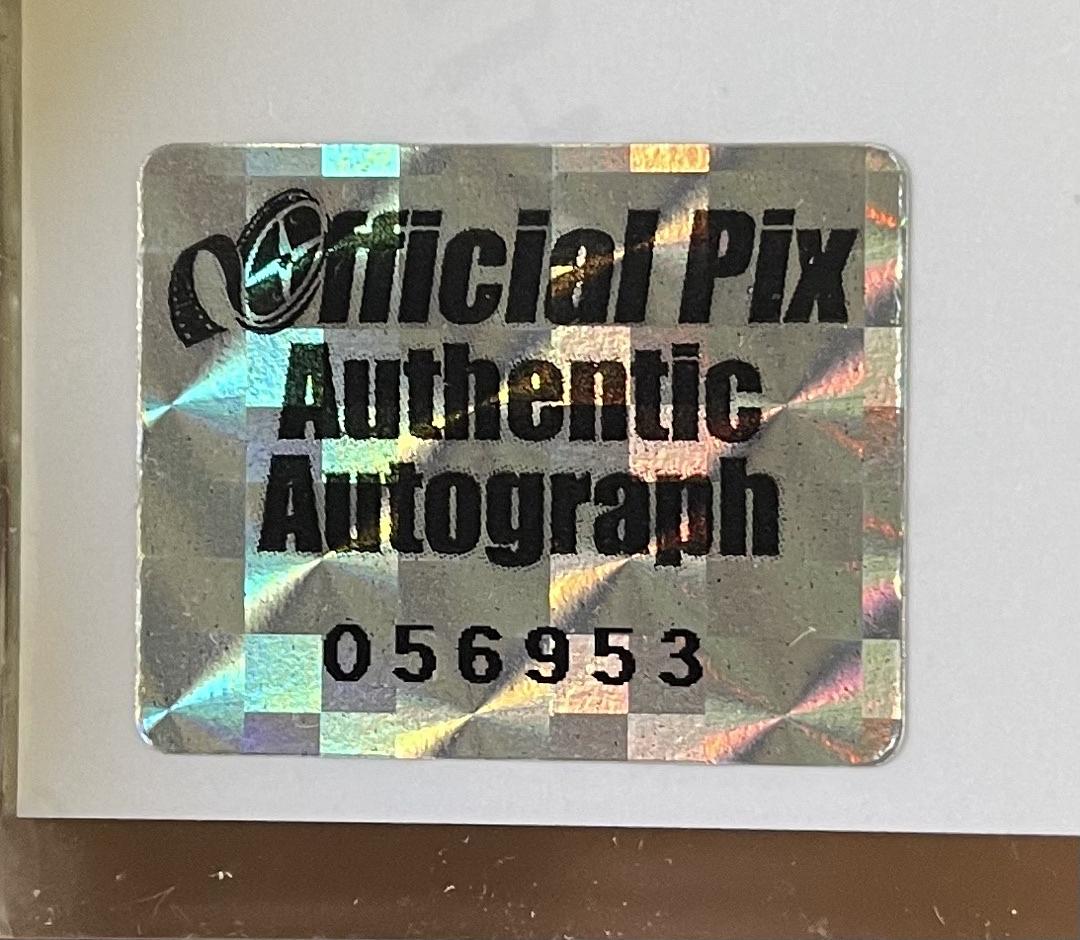 Official Pix
Authentic
Autograph
056953